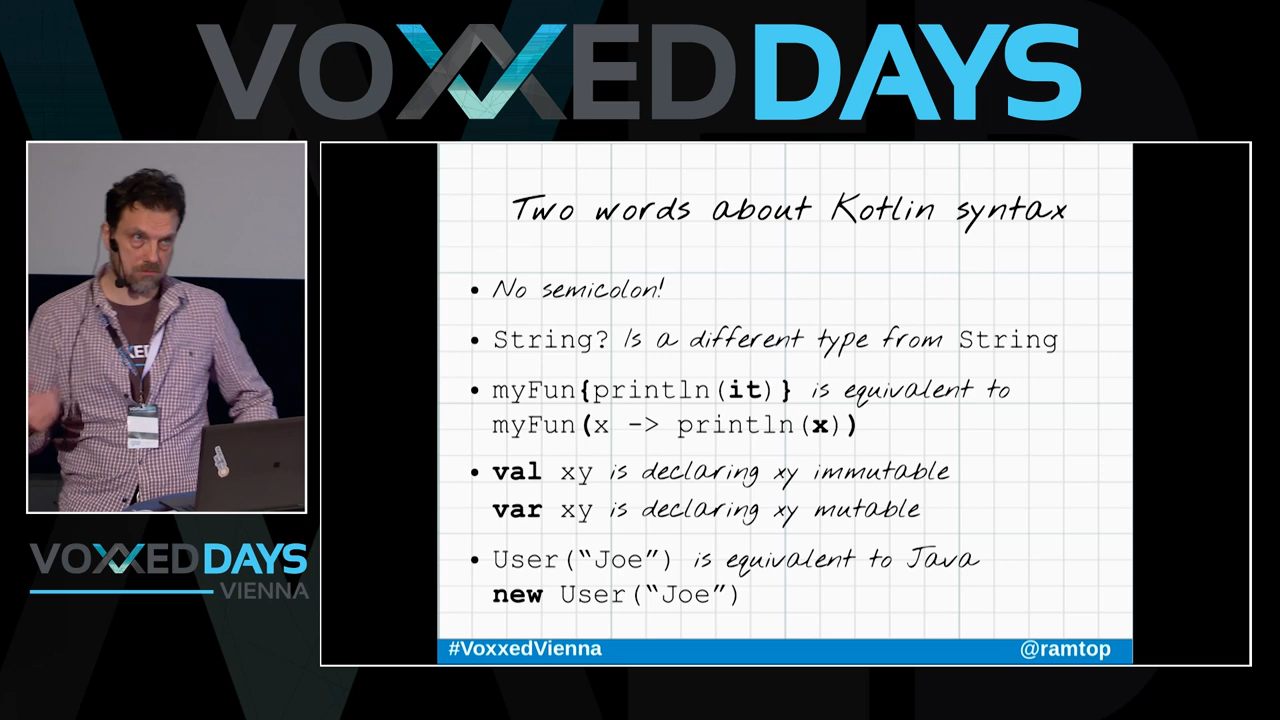 VOXXED DAYS
Two words about Kotlin syntax
• No semicolon!
• String? Is a different type from String
• myFun{println(it)} is equivalent to
myFun(x -> println(x))
• val xy is declaring xy immutable
var xy is declaring xy mutable
• User(“Joe”) is equivalent to Java
new User(“Joe”)
#VoxxedVienna
@ramtop
VOXXED DAYS
VIENNA